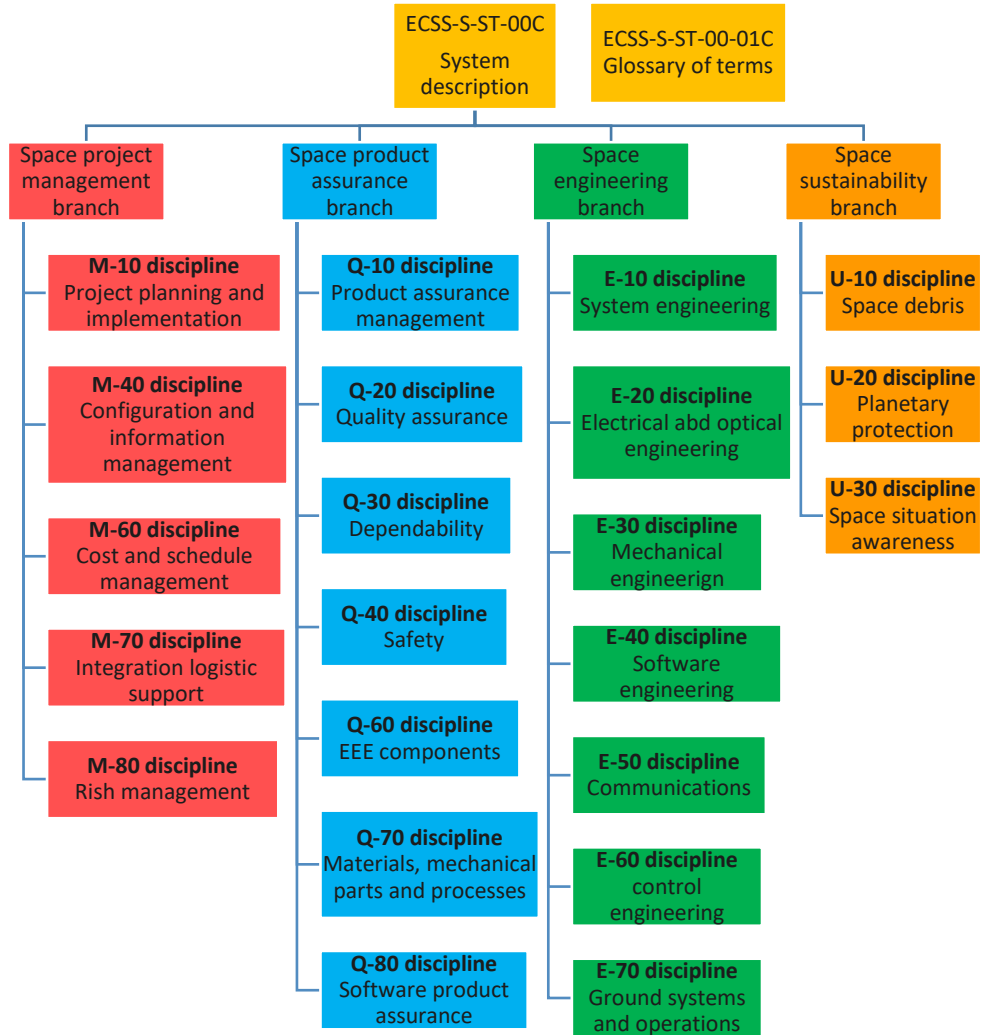 ECSS-S-ST-00C
System
description
ECSS-S-ST-00-01C
Glossary of terms
Space project
management
branch
Space product
assurance
branch
Space
engineering
branch
Space
sustainability
branch
M-10 discipline
Project planning and
implementation
M-40 discipline
Configuration and
information
management
M-60 discipline
Cost and schedule
management
M-70 discipline
Integration logistic
support
M-80 discipline
Rish management
Q-10 discipline
Product assurance
management
Q-20 discipline
Quality assurance
Q-30 discipline
Dependability
Q-40 discipline
Safety
Q-60 discipline
EEE components
Q-70 discipline
Materials, mechanical
parts and processes
Q-80 discipline
Software product
assurance
E-10 discipline
System engineering
E-20 discipline
Electrical abd optical
engineering
E-30 discipline
Mechanical
engineerign
E-40 discipline
Software
engineering
E-50 discipline
Communications
E-60 discipline
control
engineering
E-70 discipline
Ground systems
and operations
U-10 discipline
Space debris
U-20 discipline
Planetary
protection
U-30 discipline
Space situation
awareness